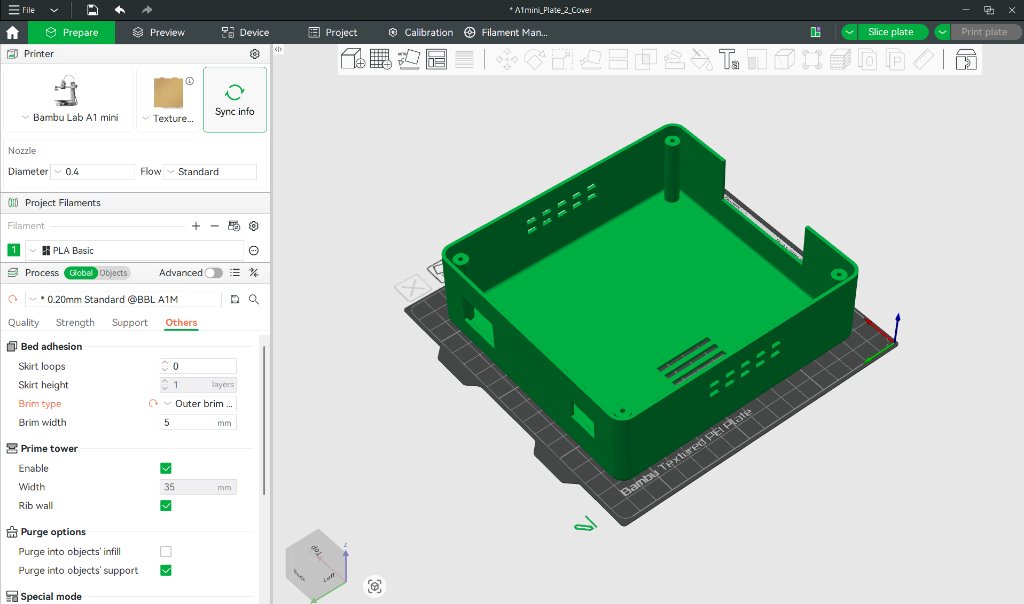 File
* A1mini_Plate_2_Cover
Prepare
Preview
Device
Project
Calibration
Filament Man...
Slice plate
Print plate
Printer
Bambu Lab A1 mini
Texture...
Sync info
Nozzle
Diameter
0.4
Flow
Standard
Project Filaments
Filament
1
PLA Basic
Process
Global
Objects
Advanced
* 0.20mm Standard @BBL A1M
Quality
Strength
Support
Others
Bed adhesion
Skirt loops
0
Skirt height
1
layers
Brim type
Outer brim ...
Brim width
5
mm
Prime tower
Enable
Width
35
mm
Rib wall
Purge options
Purge into objects' infill
Purge into objects' support
Special mode
Bambu Textured PEI Plate
Top
Left
Z